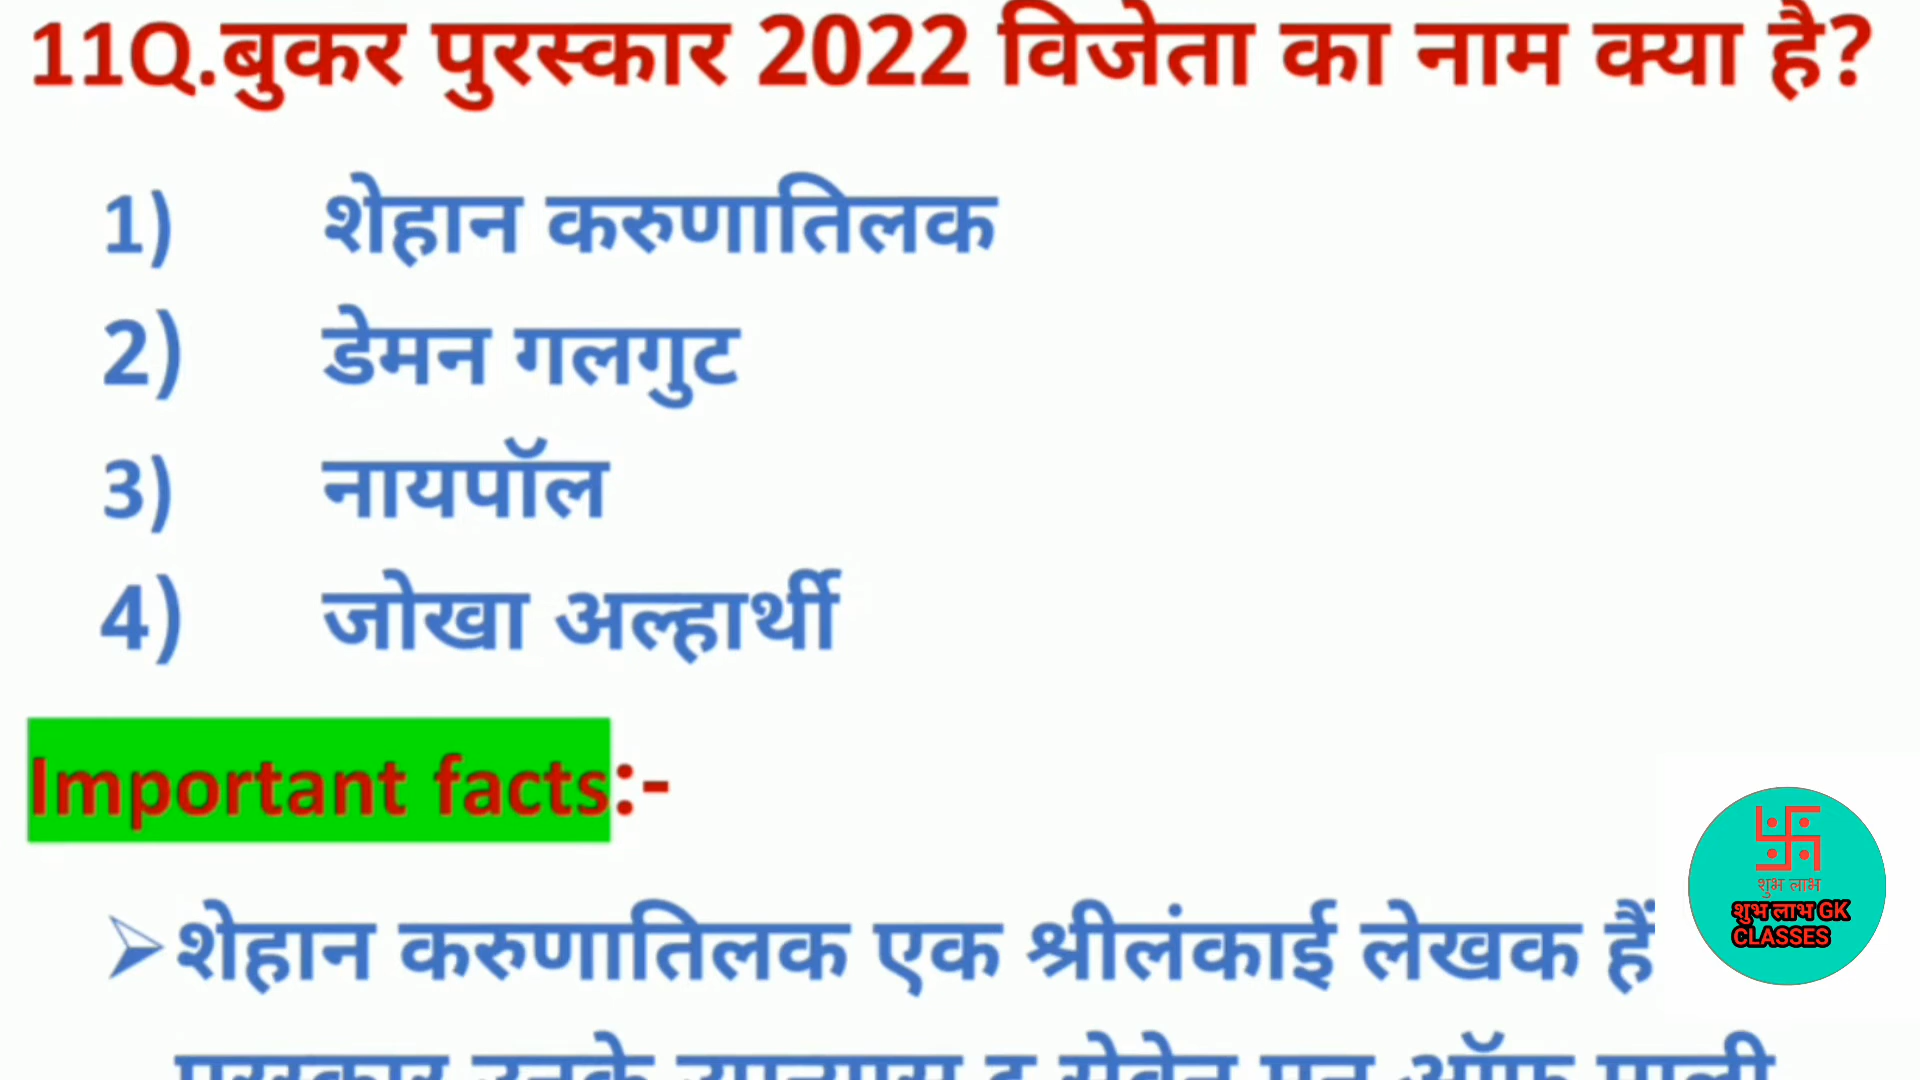 11Q.बुकर पुरस्कार 2022 विजेता का नाम क्या है?
1) शेहान करुणातिलक
2) डेमन गलगुट
3) नायपॉल
4) जोखा अल्हार्थी
Important facts:-
➢शेहान करुणातिलक एक श्रीलंकाई लेखक हैं
शुभ लाभ
शुभ लाभ GK
CLASSES